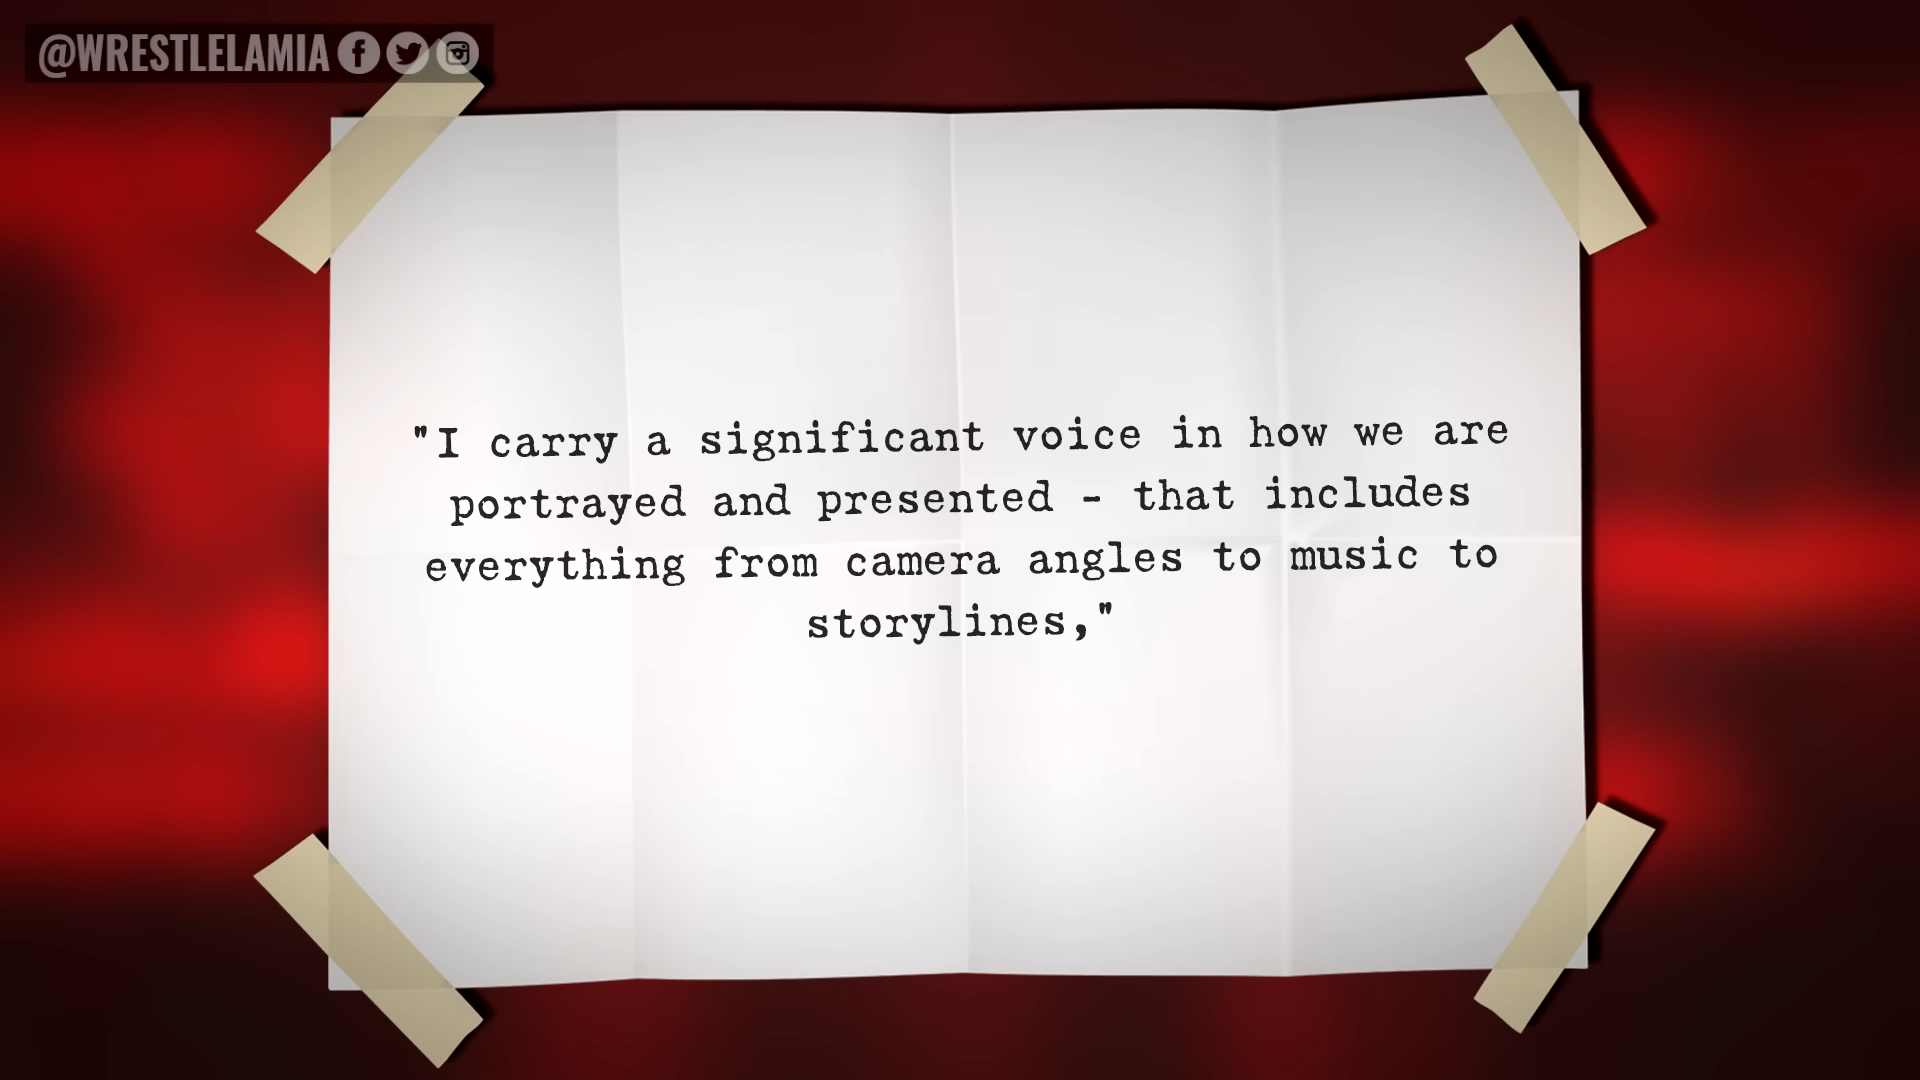 @WRESTLELAMIA
"I carry a significant voice in how we are
portrayed and presented - that includes
everything from camera angles to music to
storylines,"